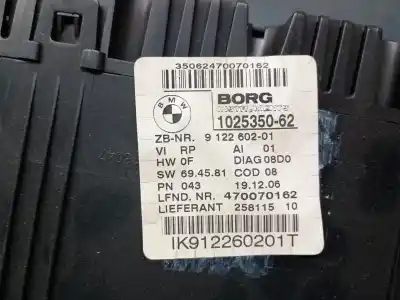 35062470070162
BMW
BORG
1025350-62
ZB-NR. 9 122 602-01
VI RP AI 01
HW 0F DIAG 08D0
SW 69.45.81 COD 08
PN 043 19.12.06
LFND. NR. 470070162
LIEFERANT 258115 10
IK912260201T